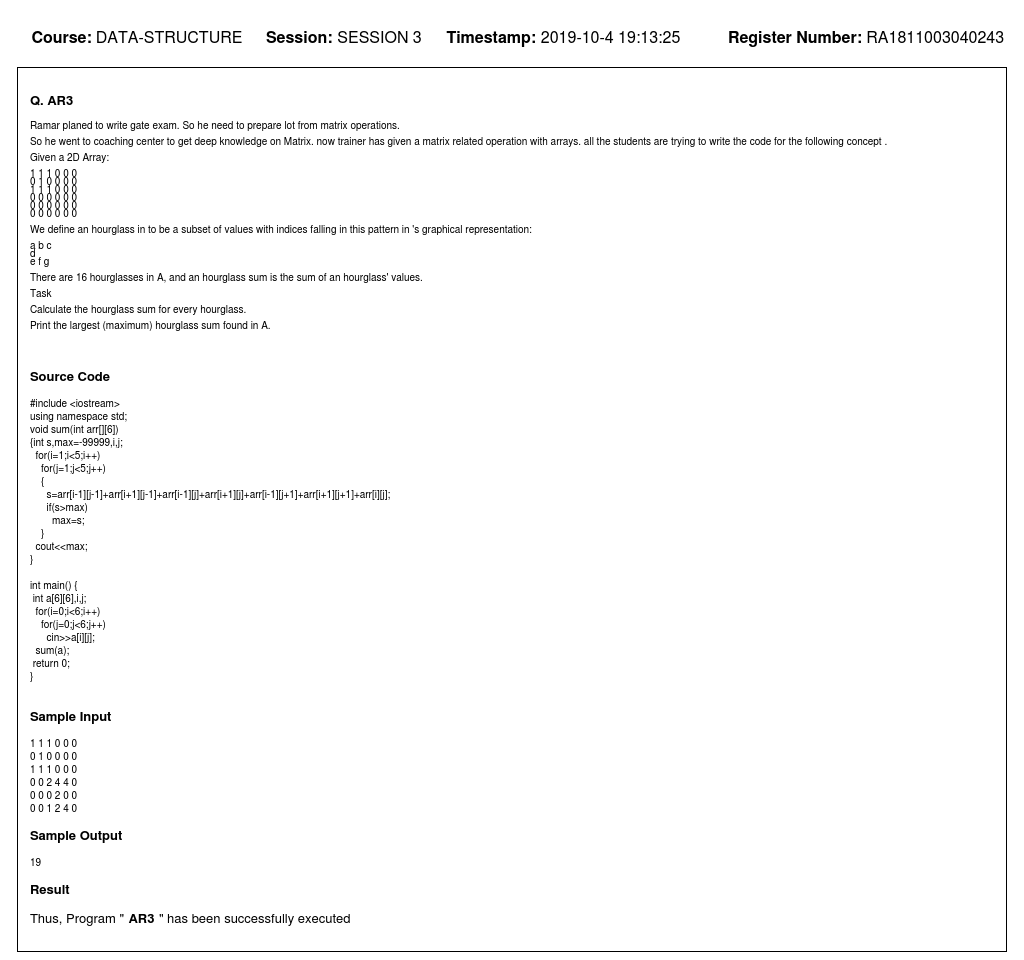 Course: DATA-STRUCTURE Session: SESSION 3 Timestamp: 2019-10-4 19:13:25 Register Number: RA1811003040243
Q. AR3
Ramar planed to write gate exam. So he need to prepare lot from matrix operations.
So he went to coaching center to get deep knowledge on Matrix. now trainer has given a matrix related operation with arrays. all the students are trying to write the code for the following concept .
Given a 2D Array:
1 1 1 0 0 0
0 1 0 0 0 0
1 1 1 0 0 0
0 0 0 0 0 0
0 0 0 0 0 0
0 0 0 0 0 0
We define an hourglass in to be a subset of values with indices falling in this pattern in 's graphical representation:
a b c
d
e f g
There are 16 hourglasses in A, and an hourglass sum is the sum of an hourglass' values.
Task
Calculate the hourglass sum for every hourglass.
Print the largest (maximum) hourglass sum found in A.
Source Code
#include <iostream>
using namespace std;
void sum(int arr[][6])
{int s,max=-99999,i,j;
for(i=1;i<5;i++)
for(j=1;j<5;j++)
{
s=arr[i-1][j-1]+arr[i+1][j-1]+arr[i-1][j]+arr[i+1][j]+arr[i-1][j+1]+arr[i+1][j+1]+arr[i][j];
if(s>max)
max=s;
}
cout<<max;
}
int main() {
int a[6][6],i,j;
for(i=0;i<6;i++)
for(j=0;j<6;j++)
cin>>a[i][j];
sum(a);
return 0;
}
Sample Input
1 1 1 0 0 0
0 1 0 0 0 0
1 1 1 0 0 0
0 0 2 4 4 0
0 0 0 2 0 0
0 0 1 2 4 0
Sample Output
19
Result
Thus, Program " AR3 " has been successfully executed